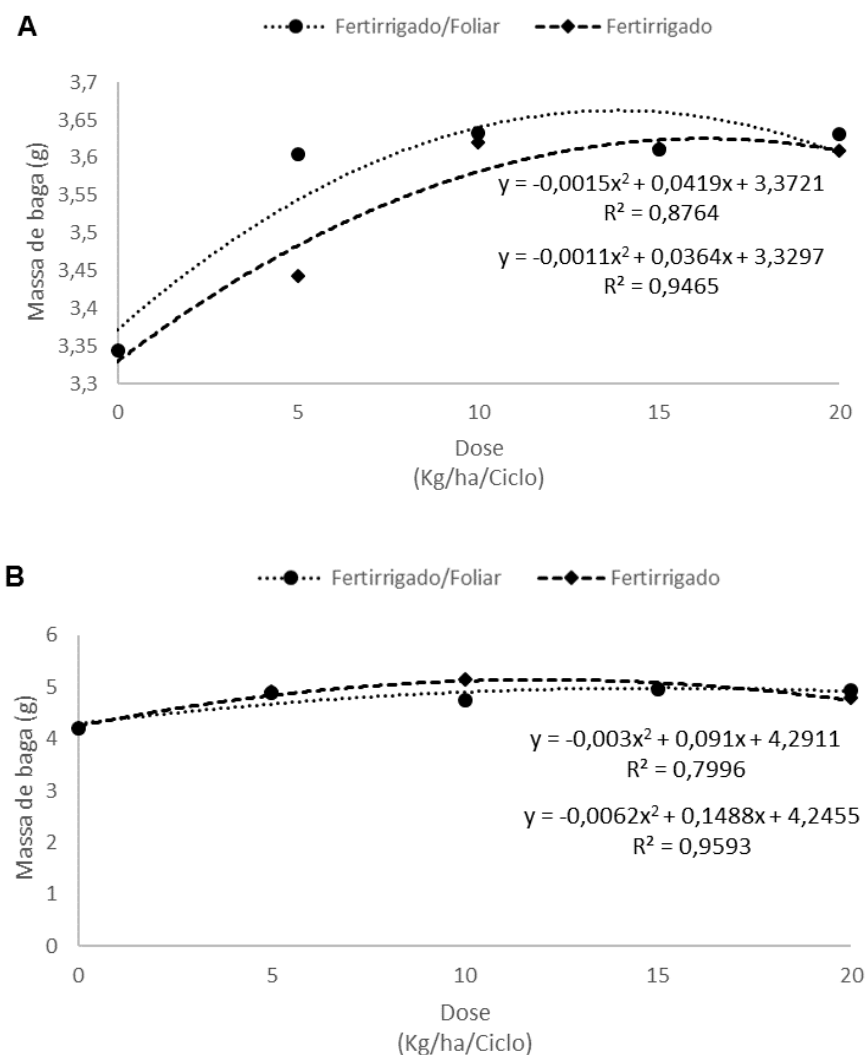 A
Fertirrigado/Foliar
Fertirrigado
3,7
3,65
3,6
3,55
3,5
3,45
3,4
3,35
3,3
Massa de baga (g)
y = -0,0015x² + 0,0419x + 3,3721
R² = 0,8764
y = -0,0011x² + 0,0364x + 3,3297
R² = 0,9465
0 5 10 15 20
Dose
(Kg/ha/Ciclo)
B
Fertirrigado/Foliar
Fertirrigado
6
5
4
3
2
1
0
Massa de baga (g)
y = -0,003x² + 0,091x + 4,2911
R² = 0,7996
y = -0,0062x² + 0,1488x + 4,2455
R² = 0,9593
0 5 10 15 20
Dose
(Kg/ha/Ciclo)